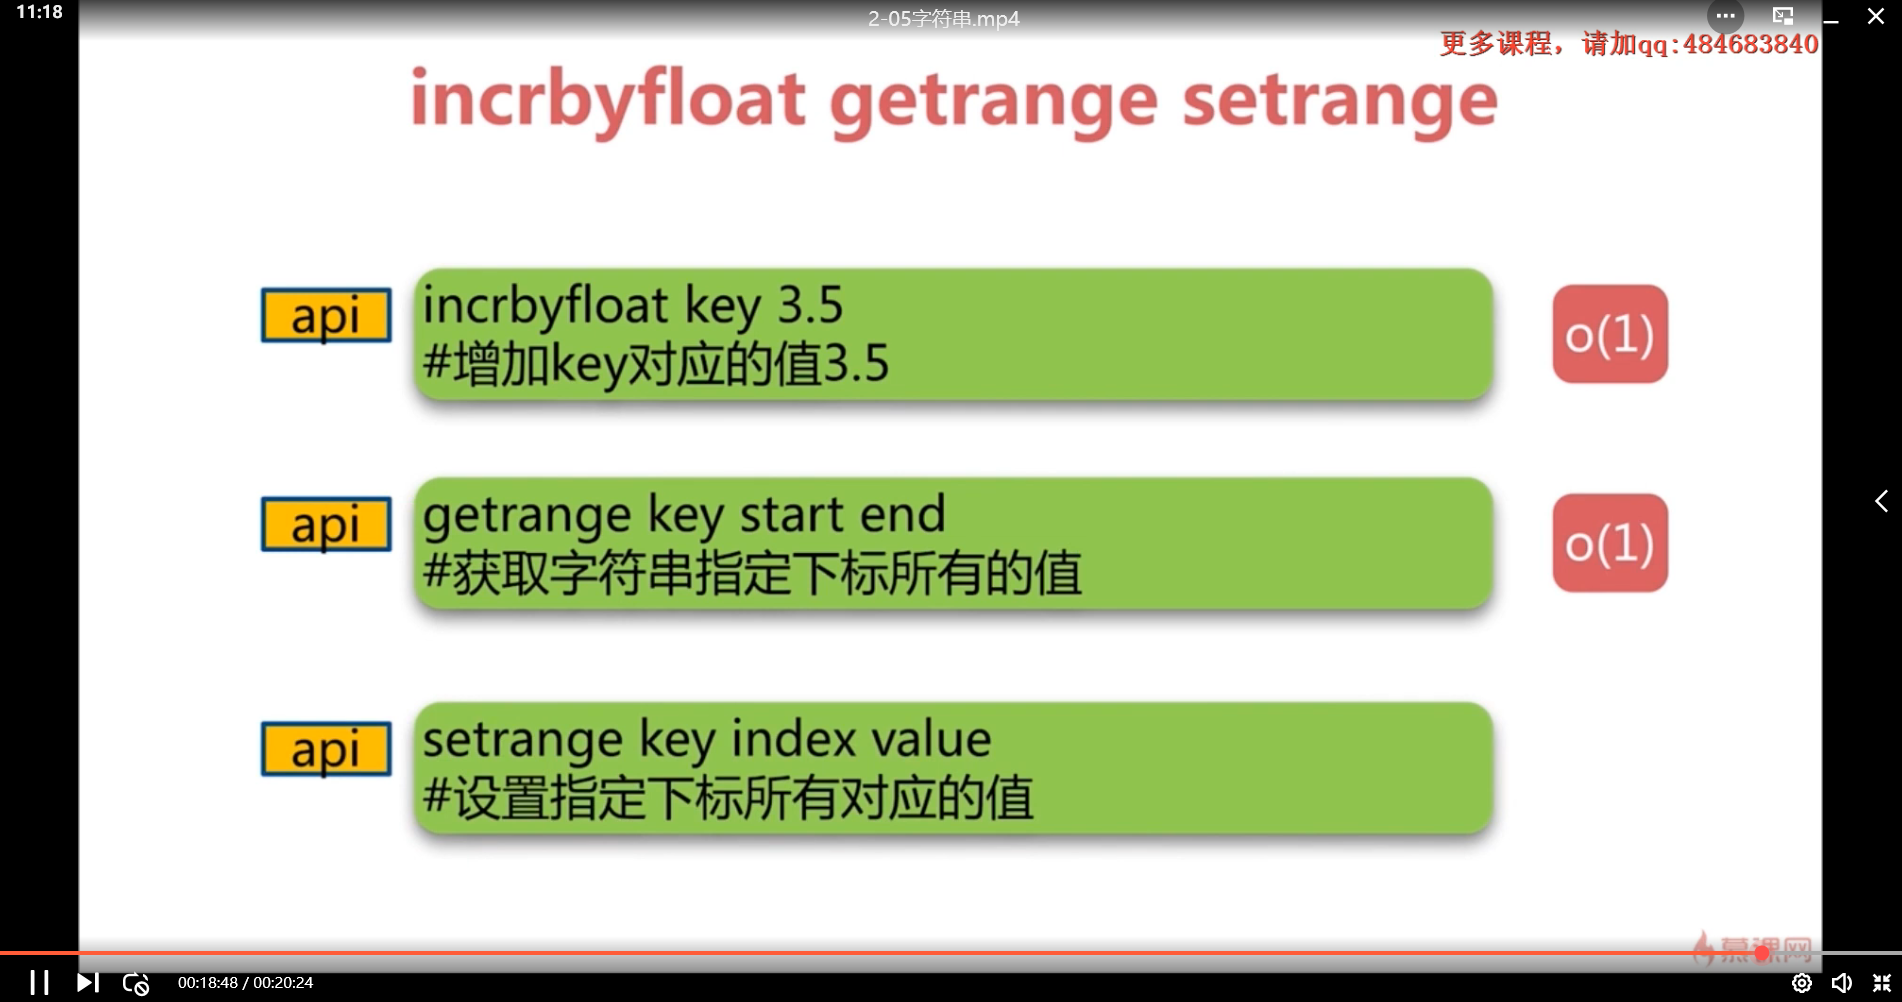 11:18
2-05字符串.mp4
更多课程，请加qq:484683840
incrbyfloat getrange setrange
api
incrbyfloat key 3.5
#增加key对应的值3.5
o(1)
api
getrange key start end
#获取字符串指定下标所有的值
o(1)
api
setrange key index value
#设置指定下标所有对应的值
慕课网
00:18:48 / 00:20:24